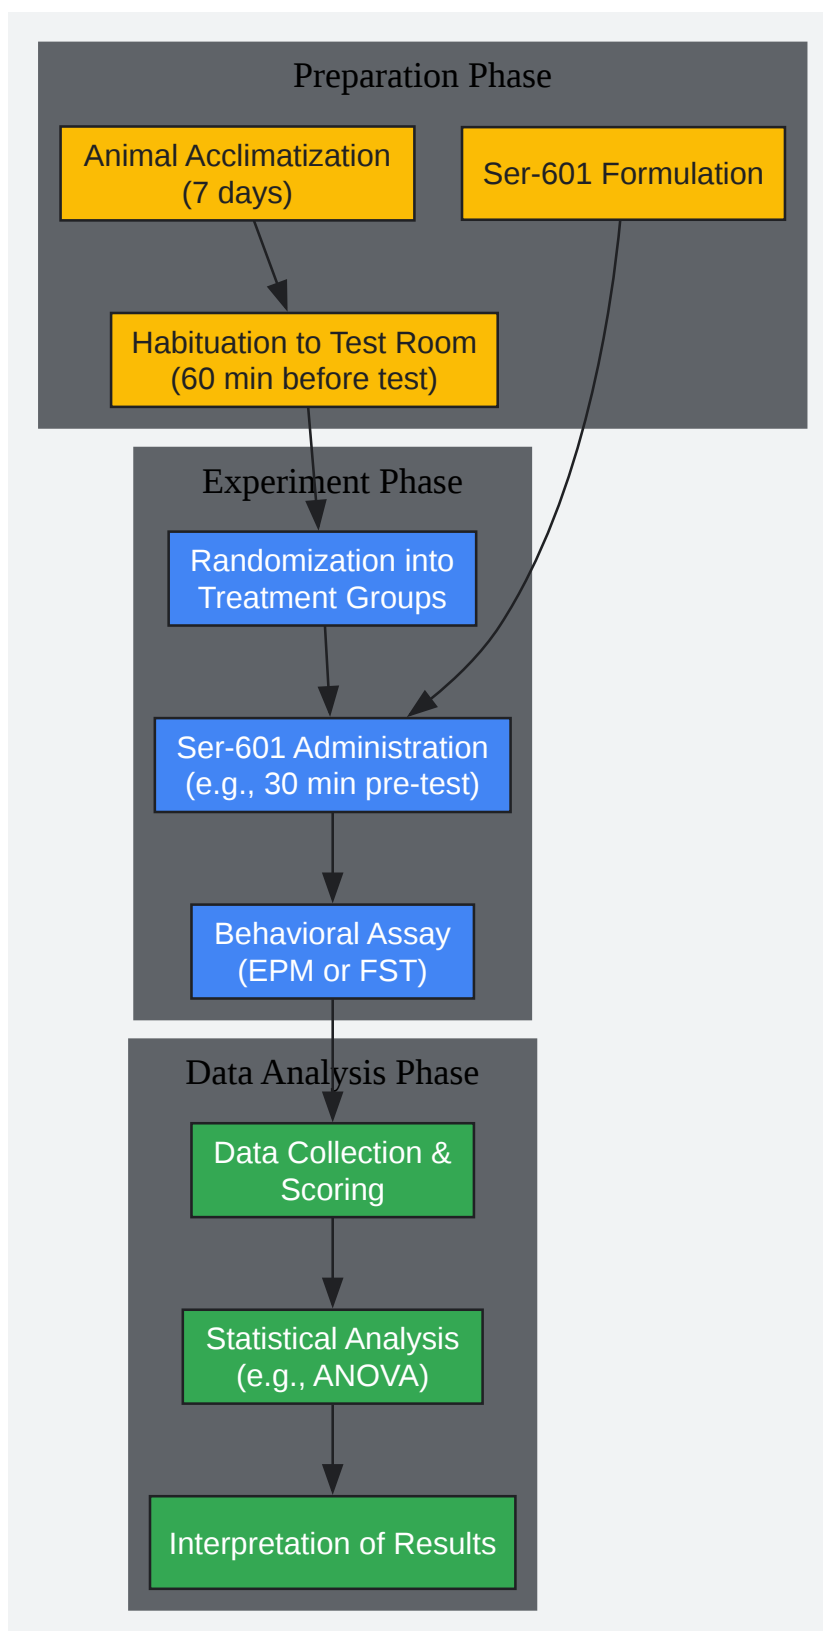 Preparation Phase
Animal Acclimatization
(7 days)
Ser-601 Formulation
Habituation to Test Room
(60 min before test)
Experiment Phase
Randomization into
Treatment Groups
Ser-601 Administration
(e.g., 30 min pre-test)
Behavioral Assay
(EPM or FST)
Data Analysis Phase
Data Collection &
Scoring
Statistical Analysis
(e.g., ANOVA)
Interpretation of Results